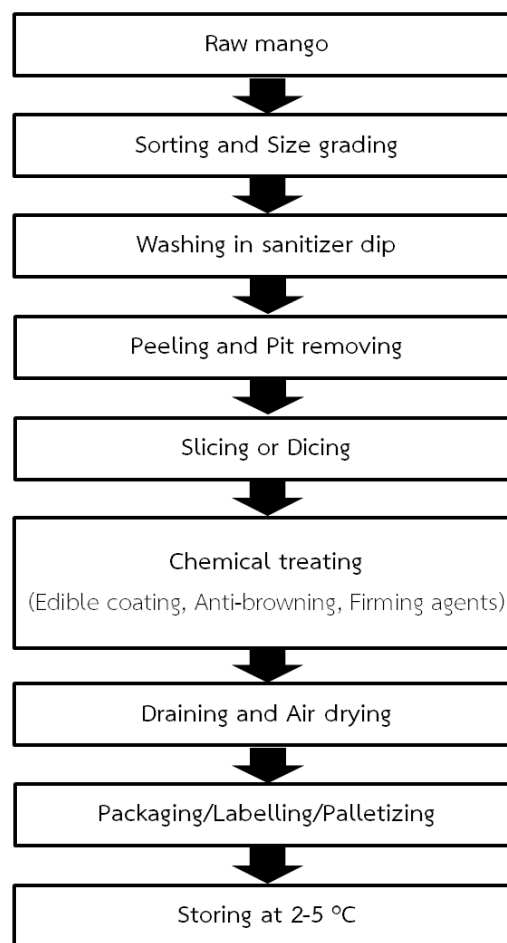 Raw mango
Sorting and Size grading
Washing in sanitizer dip
Peeling and Pit removing
Slicing or Dicing
Chemical treating
(Edible coating, Anti-browning, Firming agents)
Draining and Air drying
Packaging/Labelling/Palletizing
Storing at 2-5 °C